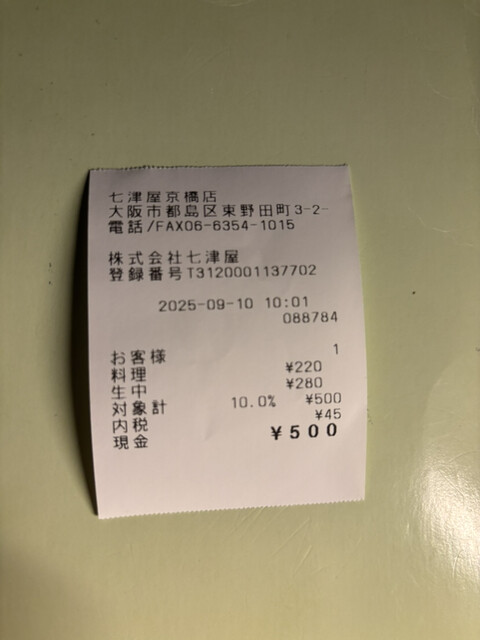 七津屋京橋店
大阪市都島区東野田町3-2-
電話/FAX06-6354-1015
株式会社七津屋
登録番号T3120001137702
2025-09-10 10:01
088784
お客様 1
料理 ¥220
生中 ¥280
対象計 10.0% ¥500
内税 ¥45
現金 ¥500